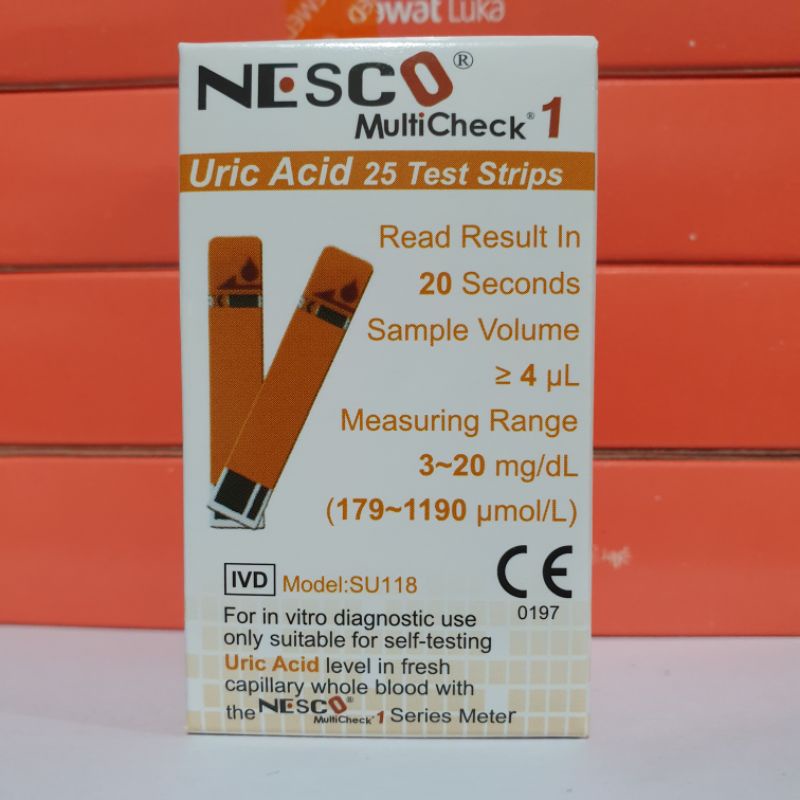 owat Luka
NESCO®
MultiCheck® 1
Uric Acid 25 Test Strips
Read Result In
20 Seconds
Sample Volume
≥ 4 µL
Measuring Range
3~20 mg/dL
(179~1190 µmol/L)
IVD Model:SU118
CE
0197
For in vitro diagnostic use
only suitable for self-testing
Uric Acid level in fresh
capillary whole blood with
the NESCO® MultiCheck® 1 Series Meter